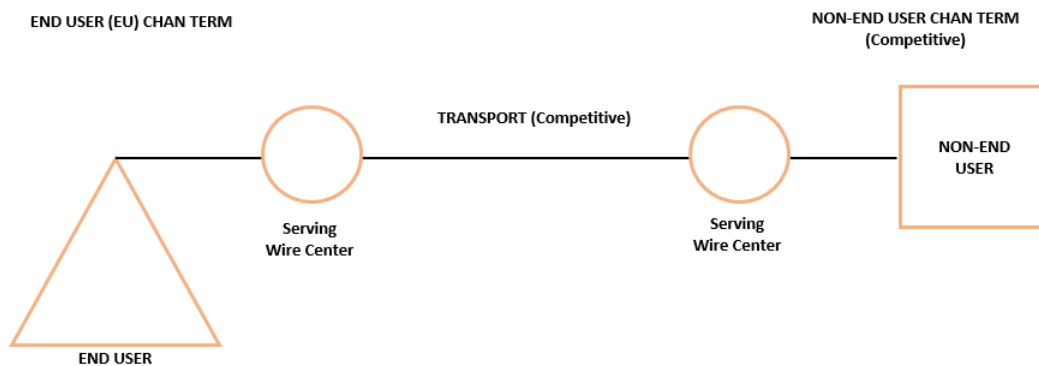 END USER (EU) CHAN TERM
NON-END USER CHAN TERM
(Competitive)
TRANSPORT (Competitive)
NON-END
USER
Serving
Wire Center
Serving
Wire Center
END USER